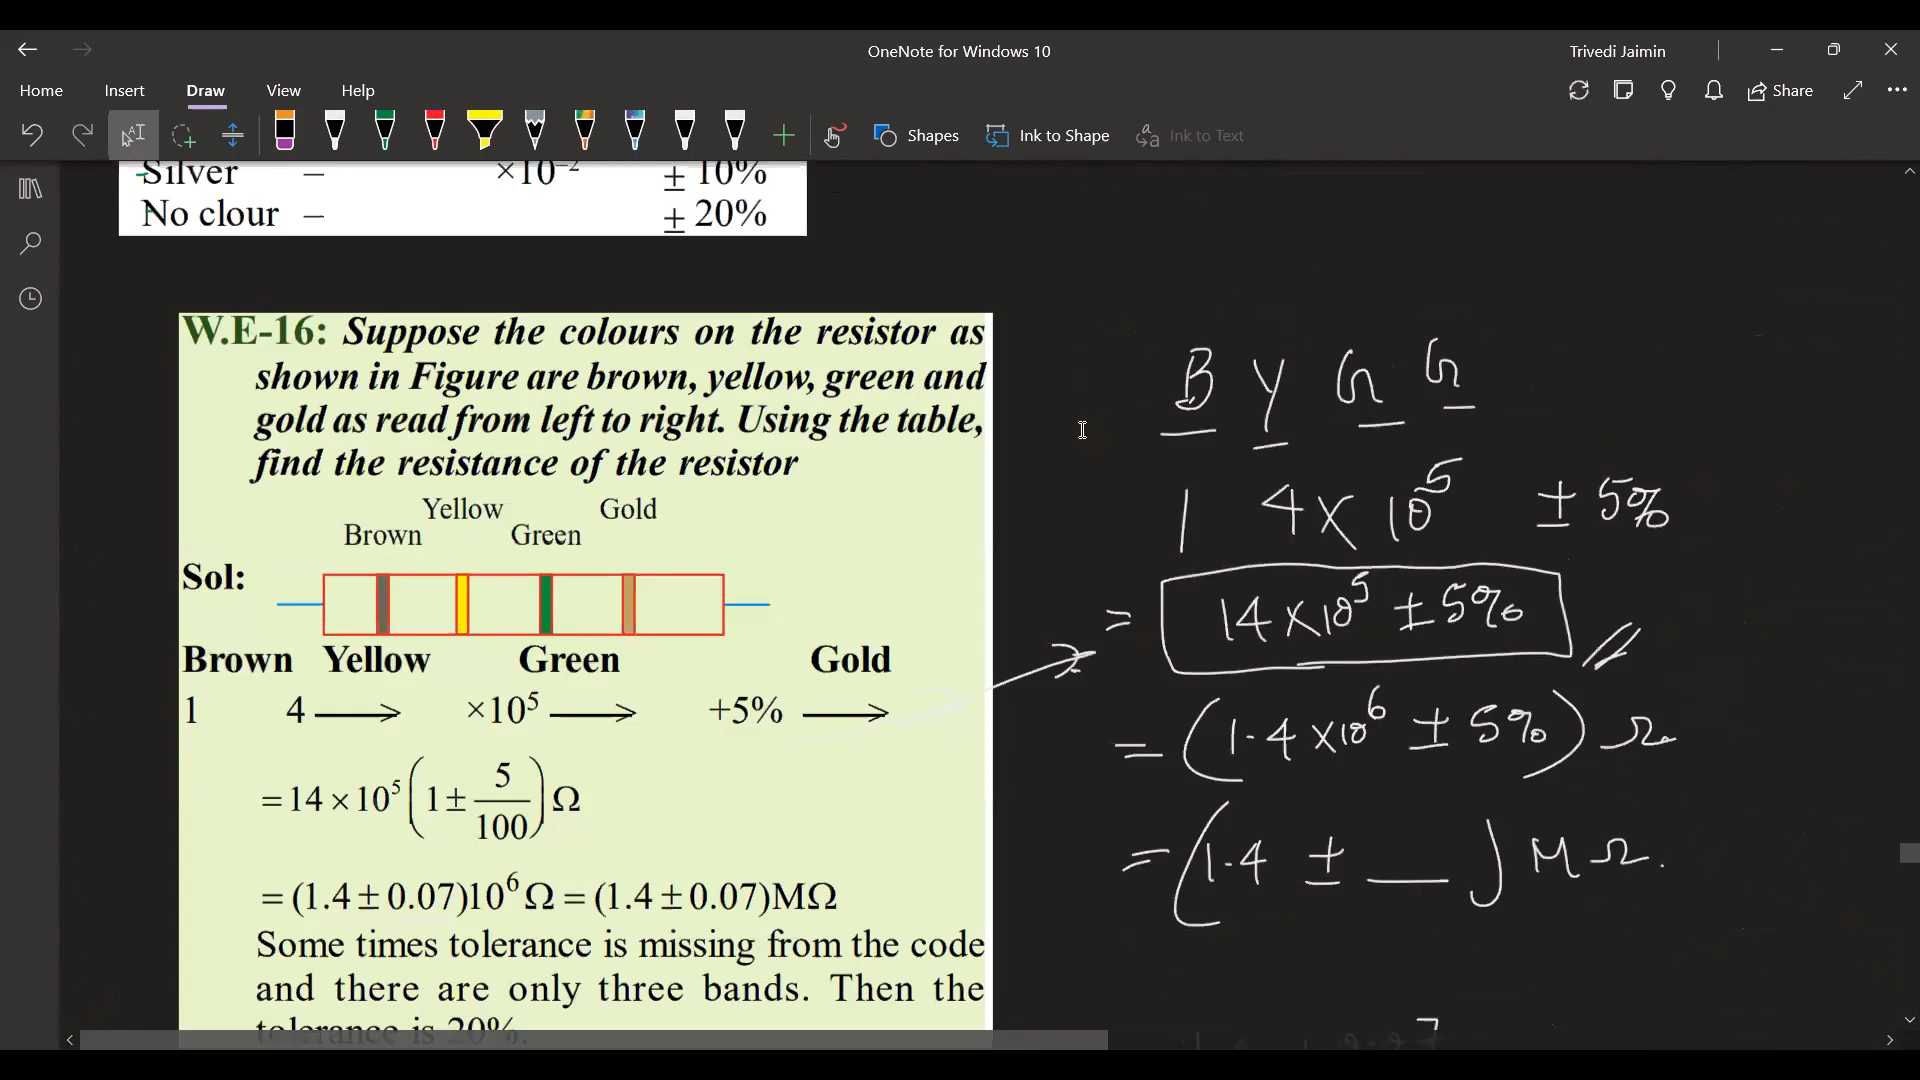 OneNote for Windows 10
Trivedi Jaimin
Home Insert Draw View Help
Share
Shapes Ink to Shape Ink to Text
Silver – ×10⁻² ± 10%
No clour – ± 20%
W.E-16: Suppose the colours on the resistor as
shown in Figure are brown, yellow, green and
gold as read from left to right. Using the table,
find the resistance of the resistor
Yellow Gold
Brown Green
Sol:
Brown Yellow Green Gold
1 4 → ×10⁵ → +5% →
= 14 × 10⁵ (1 ± 5/100) Ω
= (1.4 ± 0.07)10⁶ Ω = (1.4 ± 0.07)MΩ
Some times tolerance is missing from the code
and there are only three bands. Then the
tolerance is 20%.
B Y G G
1 4 × 10⁵ ± 5%
= 14 × 10⁵ ± 5%
= (1.4 × 10⁶ ± 5%) Ω
= (1.4 ± __) M Ω.